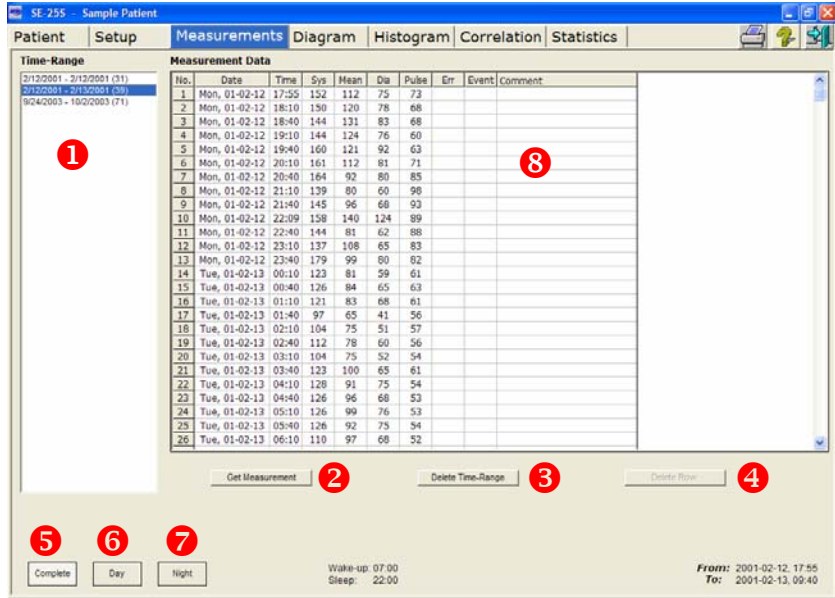 SE-25S - Sample Patient
Patient Setup Measurements Diagram Histogram Correlation Statistics
Time-Range
2/12/2001 - 2/12/2001 (31)
2/12/2001 - 2/13/2001 (39)
9/24/2003 - 10/2/2003 (71)
1
Measurement Data
No. Date Time Sys Mean Dia Pulse Err Event Comment
1 Mon, 01-02-12 17:55 152 112 75 73
2 Mon, 01-02-12 18:10 150 120 78 68
3 Mon, 01-02-12 18:40 144 131 83 68
4 Mon, 01-02-12 19:10 144 124 76 60
5 Mon, 01-02-12 19:40 160 121 92 63
6 Mon, 01-02-12 20:10 161 112 81 71
7 Mon, 01-02-12 20:40 164 92 80 85
8 Mon, 01-02-12 21:10 139 80 60 98
9 Mon, 01-02-12 21:40 145 96 68 93
10 Mon, 01-02-12 22:09 158 140 124 89
11 Mon, 01-02-12 22:40 144 81 62 88
12 Mon, 01-02-12 23:10 137 108 65 83
13 Mon, 01-02-12 23:40 179 99 80 82
14 Tue, 01-02-13 00:10 123 81 59 61
15 Tue, 01-02-13 00:40 126 84 65 63
16 Tue, 01-02-13 01:10 121 83 68 61
17 Tue, 01-02-13 01:40 97 65 41 56
18 Tue, 01-02-13 02:10 104 75 51 57
19 Tue, 01-02-13 02:40 112 78 60 56
20 Tue, 01-02-13 03:10 104 75 52 54
21 Tue, 01-02-13 03:40 123 100 65 61
22 Tue, 01-02-13 04:10 128 91 75 54
23 Tue, 01-02-13 04:40 126 96 68 53
24 Tue, 01-02-13 05:10 126 99 76 53
25 Tue, 01-02-13 05:40 126 92 75 54
26 Tue, 01-02-13 06:10 110 97 68 52
8
Get Measurement 2 Delete Time-Range 3 Delete Row 4
5 6 7
Complete Day Night
Wake-up: 07:00
Sleep: 22:00
From: 2001-02-12, 17:55
To: 2001-02-13, 09:40